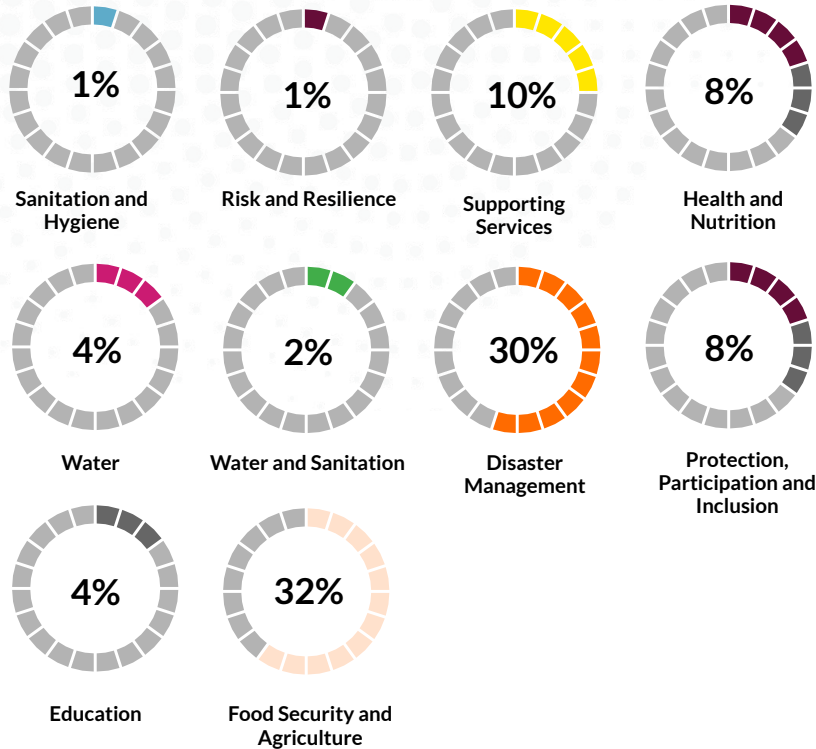 1%
Sanitation and
Hygiene
1%
Risk and Resilience
10%
Supporting
Services
8%
Health and
Nutrition
4%
Water
2%
Water and Sanitation
30%
Disaster
Management
8%
Protection,
Participation and
Inclusion
4%
Education
32%
Food Security and
Agriculture